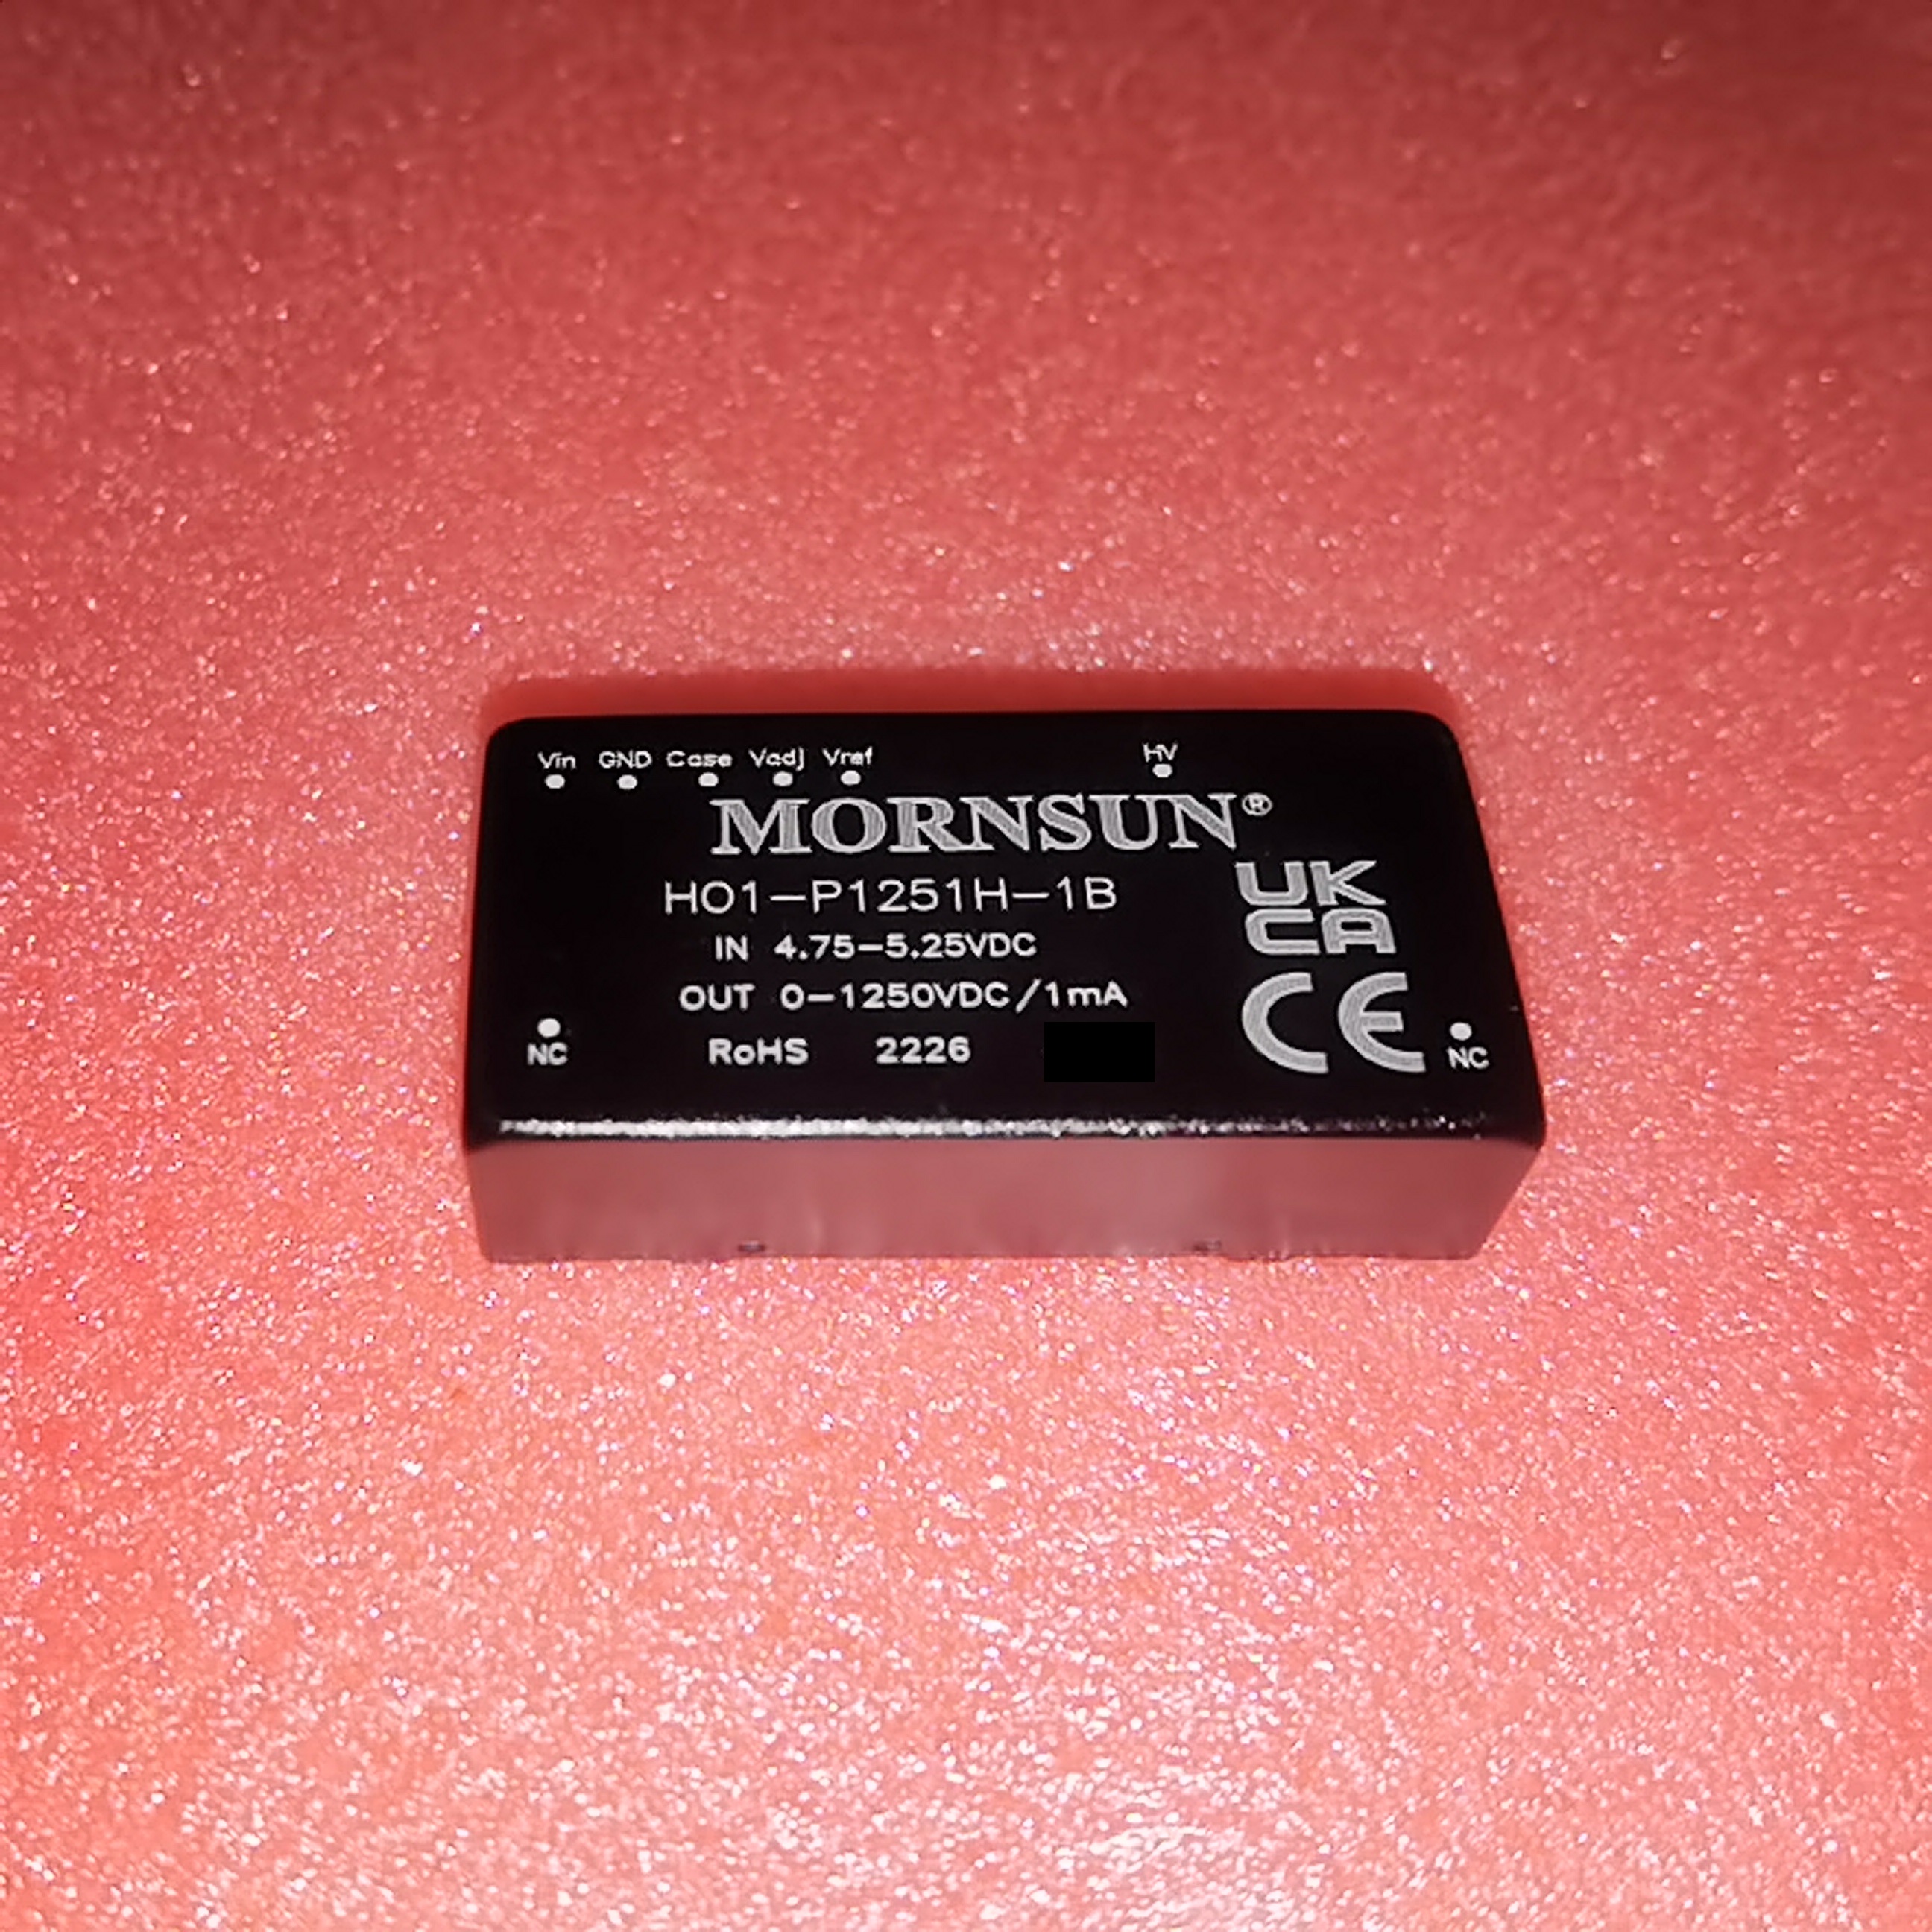 Vin GND Case Vadj Vref HV
MORNSUN®
HO1-P1251H-1B
IN 4.75-5.25VDC
OUT 0-1250VDC/1mA
RoHS 2226
UK
CA
CE
NC
NC